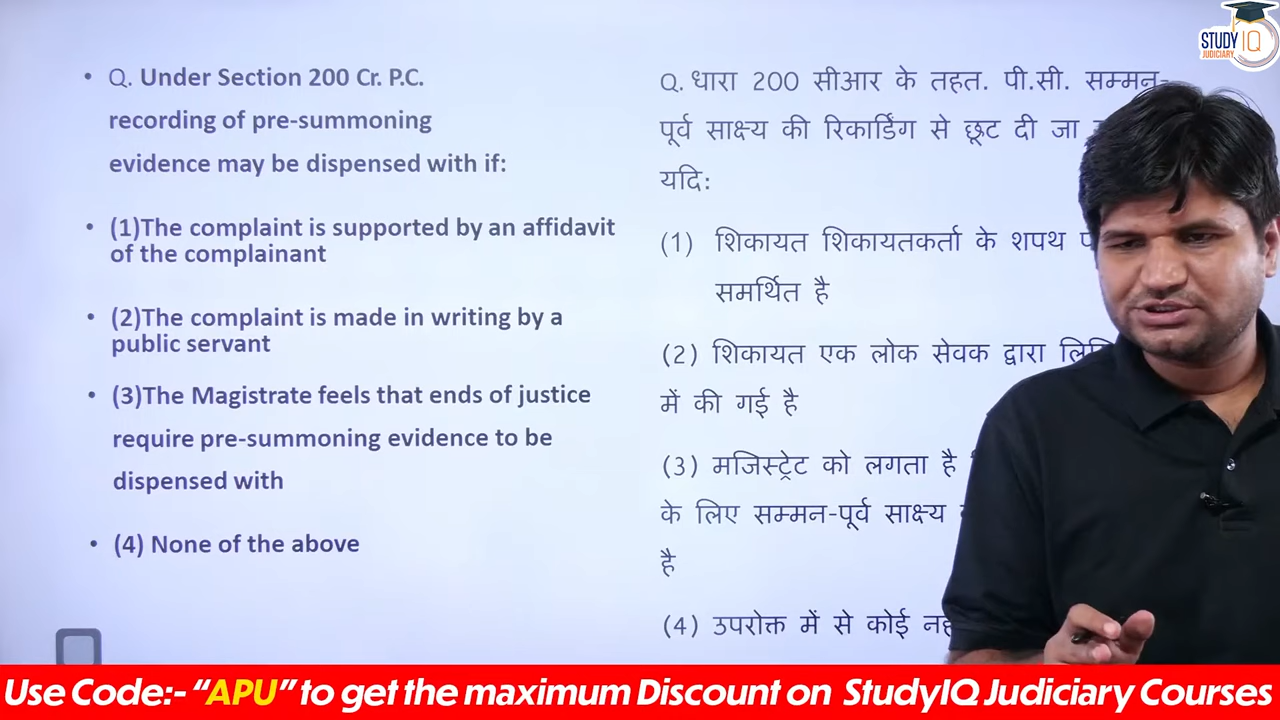 STUDY IQ
JUDICIARY
• Q. Under Section 200 Cr. P.C.
recording of pre-summoning
evidence may be dispensed with if:
• (1)The complaint is supported by an affidavit
of the complainant
• (2)The complaint is made in writing by a
public servant
• (3)The Magistrate feels that ends of justice
require pre-summoning evidence to be
dispensed with
• (4) None of the above
Q. धारा 200 सीआर के तहत. पी.सी. सम्मन-
पूर्व साक्ष्य की रिकार्डिंग से छूट दी जा
यदि:
(1) शिकायत शिकायतकर्ता के शपथ
समर्थित है
(2) शिकायत एक लोक सेवक द्वारा
में की गई है
(3) मजिस्ट्रेट को लगता है
के लिए सम्मन-पूर्व साक्ष्य
है
(4) उपरोक्त में से कोई
Use Code:- “APU” to get the maximum Discount on StudyIQ Judiciary Courses